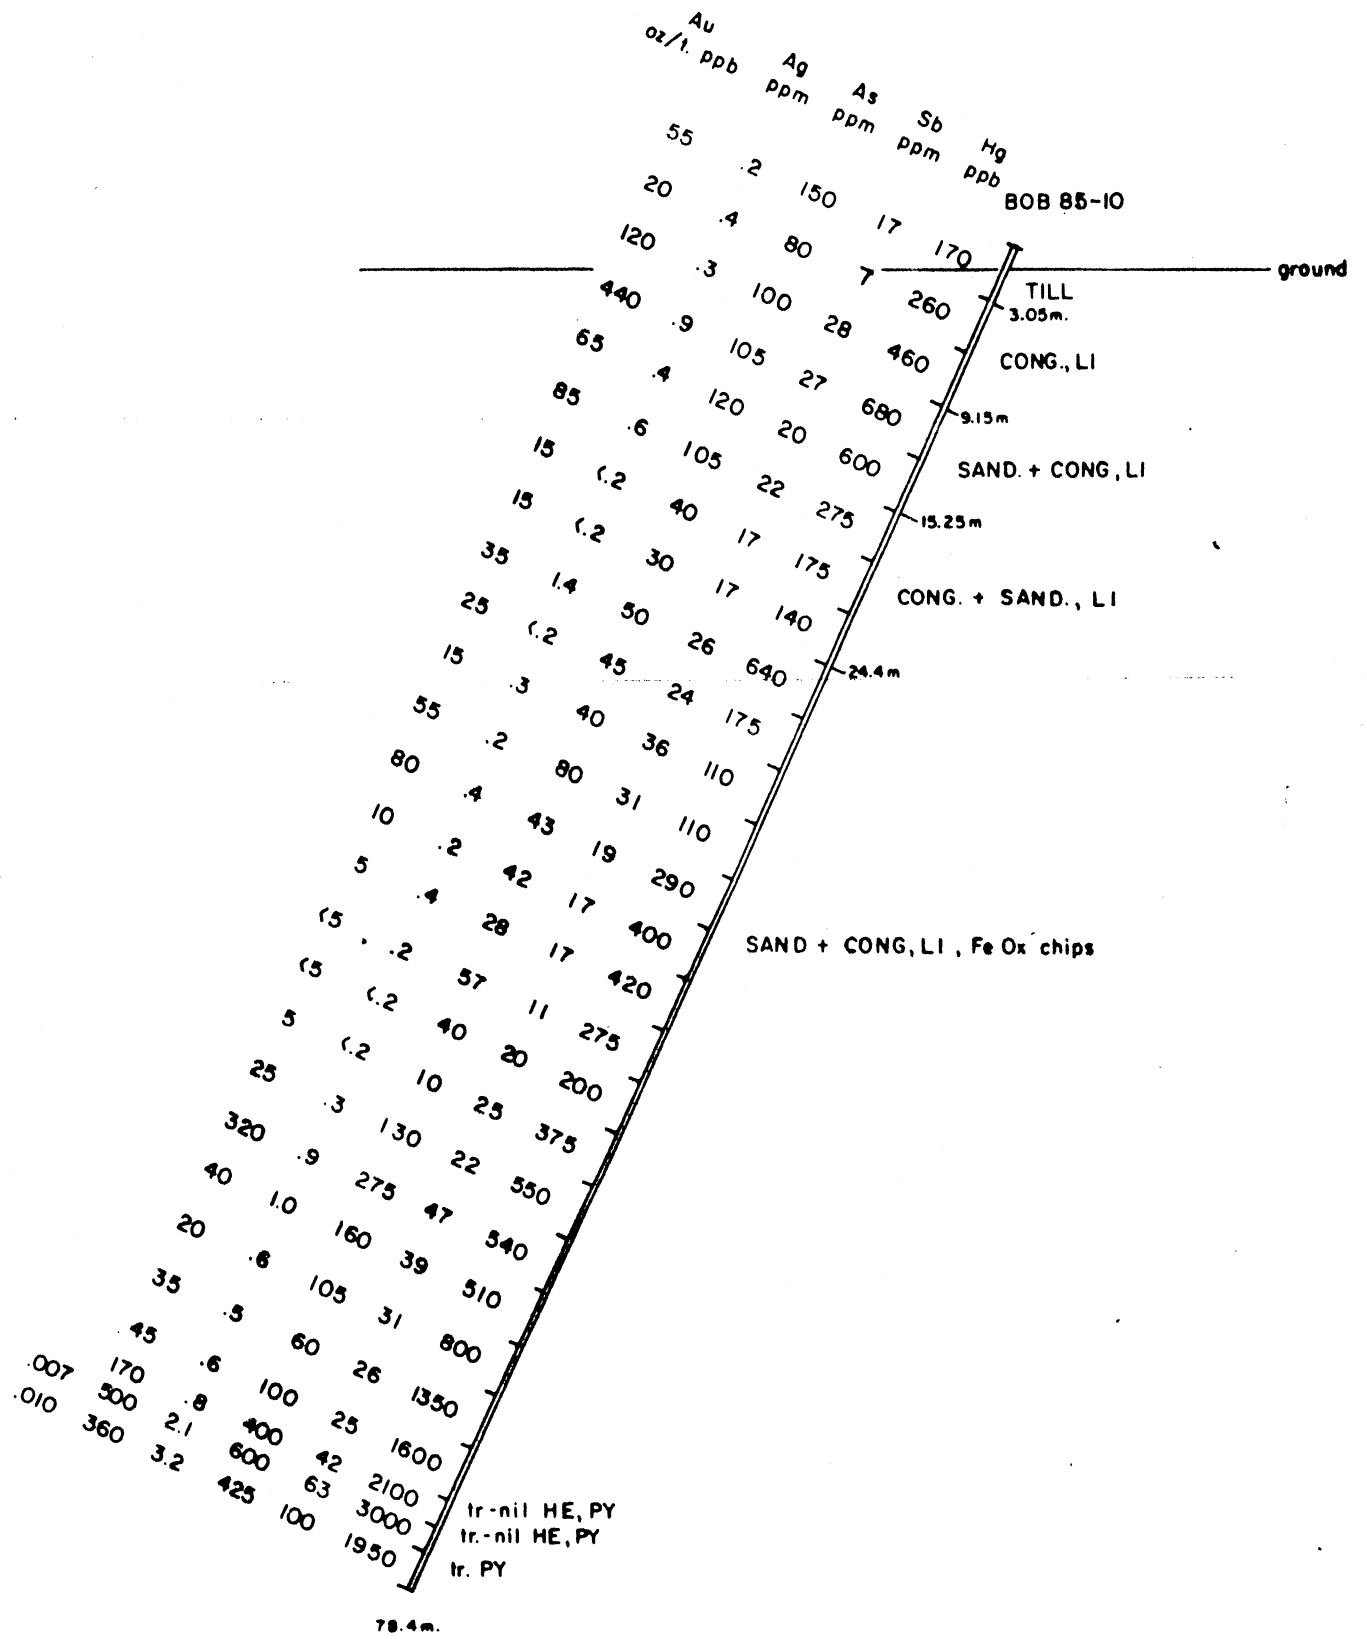 Au Ag As Sb Hg
oz/t. ppb ppm ppm ppm ppb
BOB 85-10
55 .2 150 17 170
ground
20 .4 80 7 260
TILL
3.05m.
120 .3 100 28 460
CONG., LI
440 .9 105 27 680
9.15m
65 .4 120 20 600
SAND. + CONG, LI
85 .6 105 22 275
15.25m
15 <.2 40 17 175
CONG. + SAND., LI
15 <.2 30 17 140
35 1.4 50 26 640
24.4m
25 <.2 45 24 175
15 .3 40 36 110
55 .2 80 31 110
80 .4 43 19 290
10 .2 42 17 400
SAND + CONG, LI, Fe Ox chips
5 .4 28 17 420
<5 .2 57 11 275
<5 <.2 40 20 200
5 <.2 10 25 375
25 .3 130 22 550
320 .9 275 47 540
40 1.0 160 39 510
20 .6 105 31 800
35 .5 60 26 1350
45 .6 100 25 1600
170 .8 400 42 2100
tr-nil HE, PY
.007 500 2.1 600 63 3000
tr.-nil HE, PY
.010 360 3.2 425 100 1950
tr. PY
78.4m.